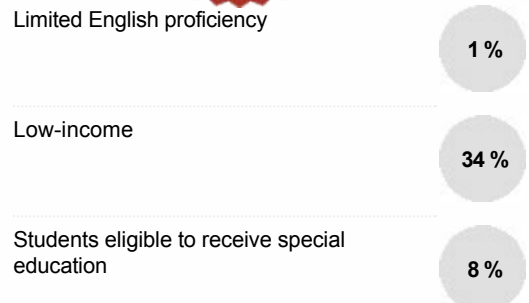 Limited English proficiency
1 %
Low-income
34 %
Students eligible to receive special
education
8 %